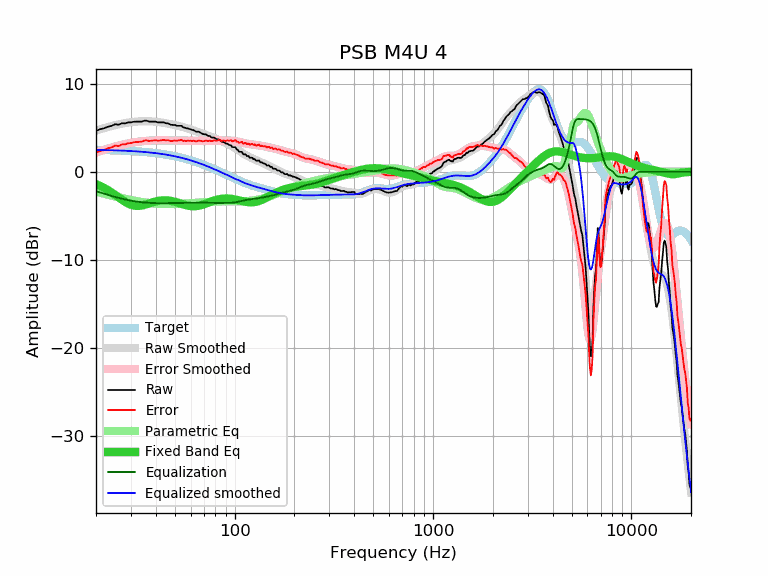 PSB M4U 4
10
0
−10
−20
−30
Amplitude (dBr)
Target
Raw Smoothed
Error Smoothed
Raw
Error
Parametric Eq
Fixed Band Eq
Equalization
Equalized smoothed
100
1000
10000
Frequency (Hz)